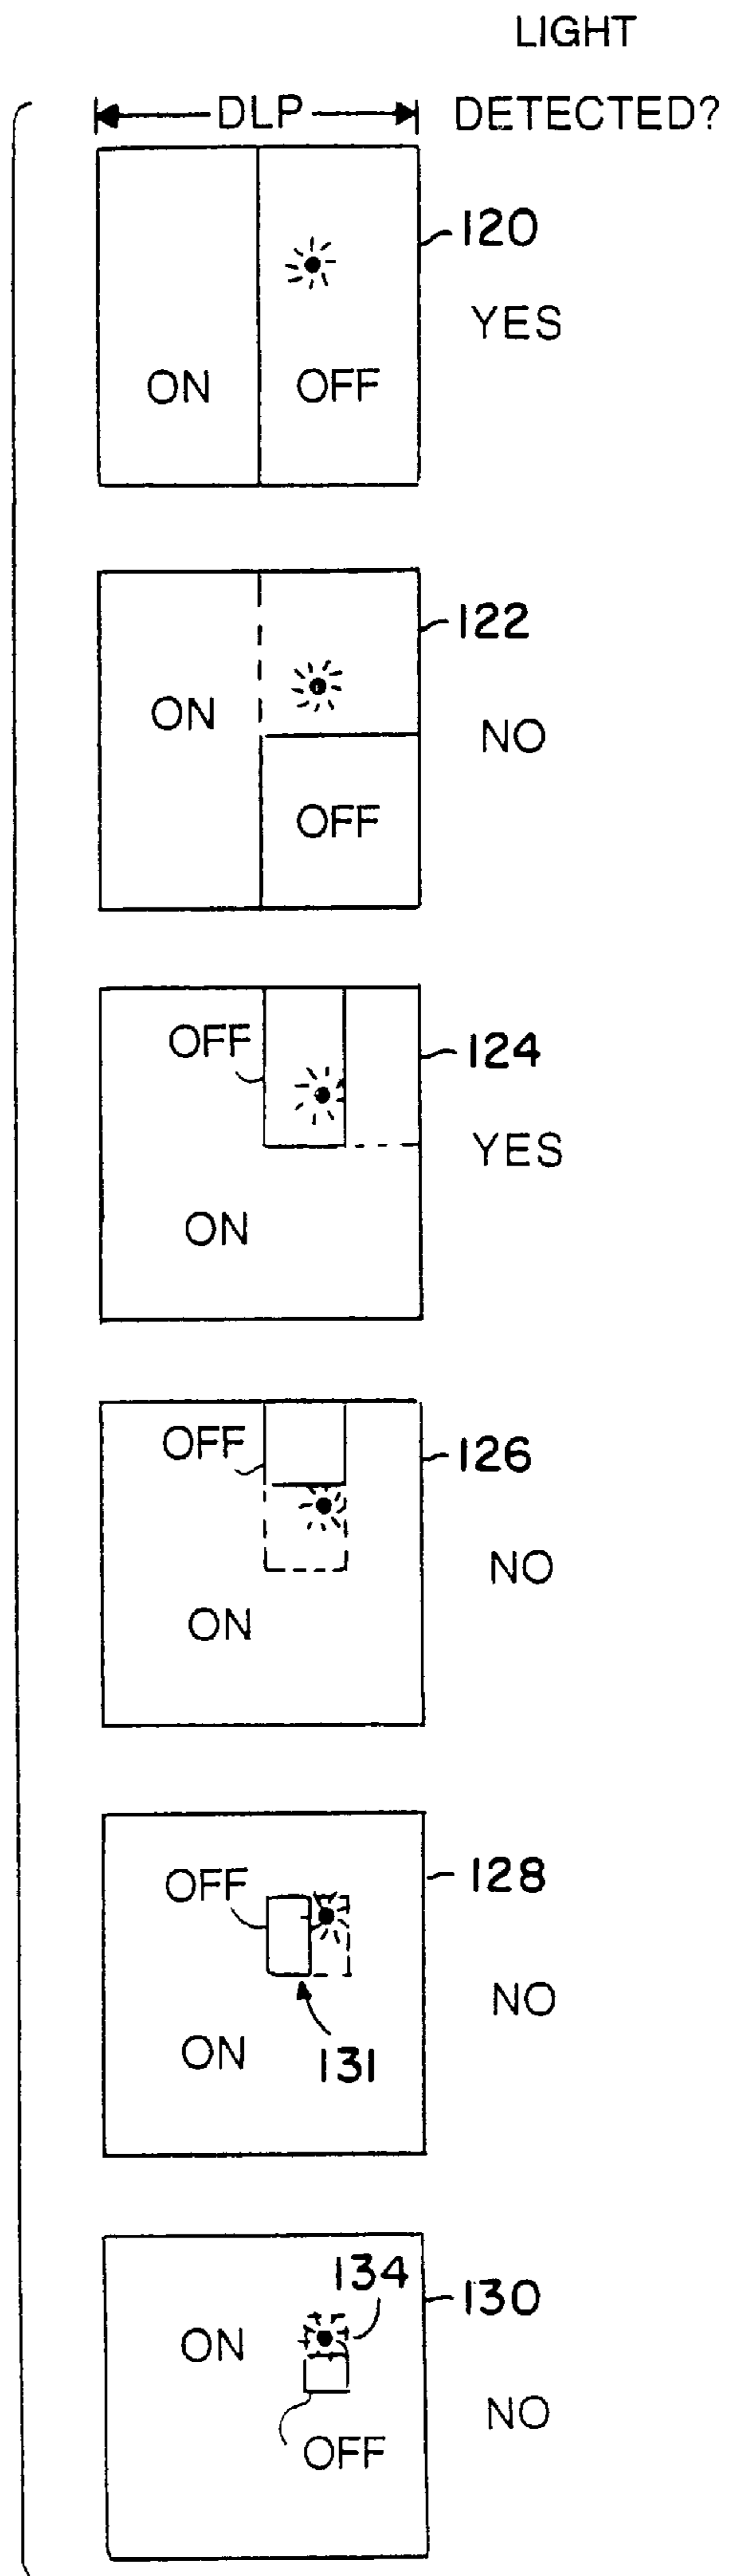 LIGHT
DLP DETECTED?
120
YES
ON OFF
122
ON NO
OFF
OFF 124
YES
ON
OFF 126
NO
ON
OFF 128
NO
ON 131
134 130
ON
NO
OFF